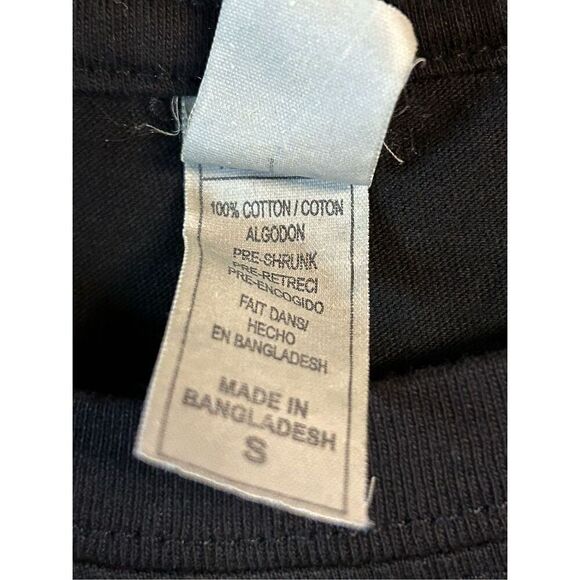 100% COTTON / COTON
ALGODON
PRE-SHRUNK
PRE-RETRECI
PRE-ENCOGIDO
FAIT DANS/
HECHO
EN BANGLADESH
MADE IN
BANGLADESH
S